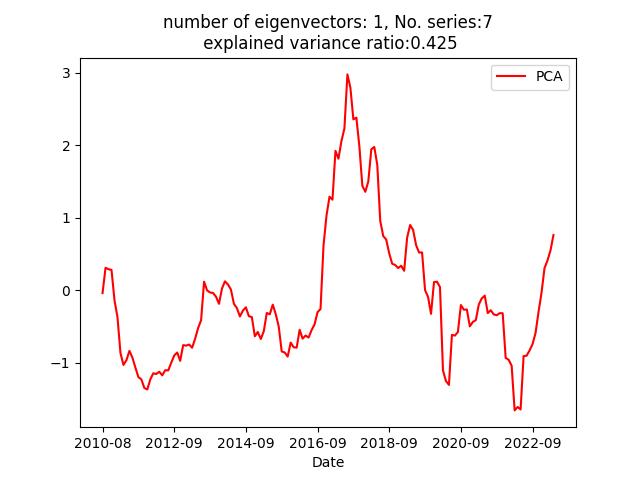 number of eigenvectors: 1, No. series:7
explained variance ratio:0.425
PCA
3
2
1
0
−1
2010-08 2012-09 2014-09 2016-09 2018-09 2020-09 2022-09
Date